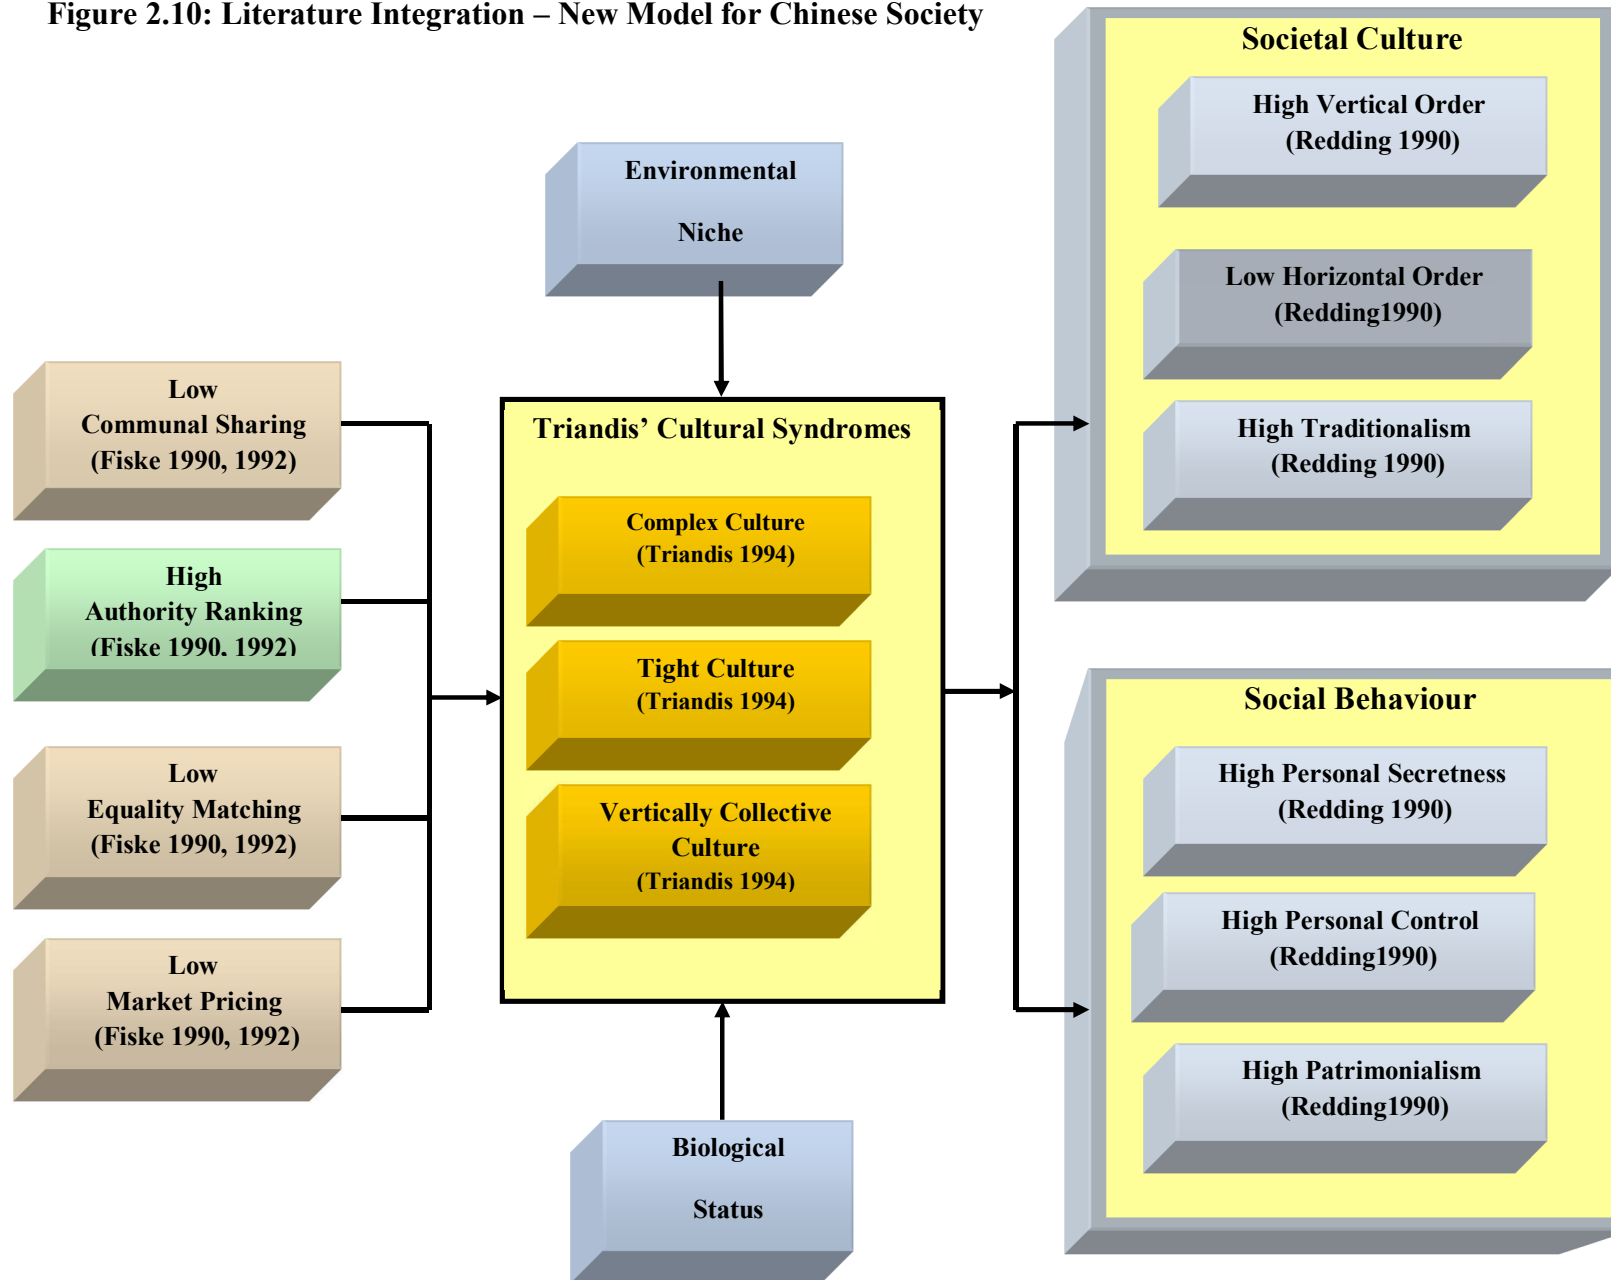 Figure 2.10: Literature Integration – New Model for Chinese Society
Environmental
Niche
Low
Communal Sharing
(Fiske 1990, 1992)
High
Authority Ranking
(Fiske 1990, 1992)
Low
Equality Matching
(Fiske 1990, 1992)
Low
Market Pricing
(Fiske 1990, 1992)
Triandis’ Cultural Syndromes
Complex Culture
(Triandis 1994)
Tight Culture
(Triandis 1994)
Vertically Collective
Culture
(Triandis 1994)
Biological
Status
Societal Culture
High Vertical Order
(Redding 1990)
Low Horizontal Order
(Redding1990)
High Traditionalism
(Redding 1990)
Social Behaviour
High Personal Secretness
(Redding 1990)
High Personal Control
(Redding1990)
High Patrimonialism
(Redding1990)